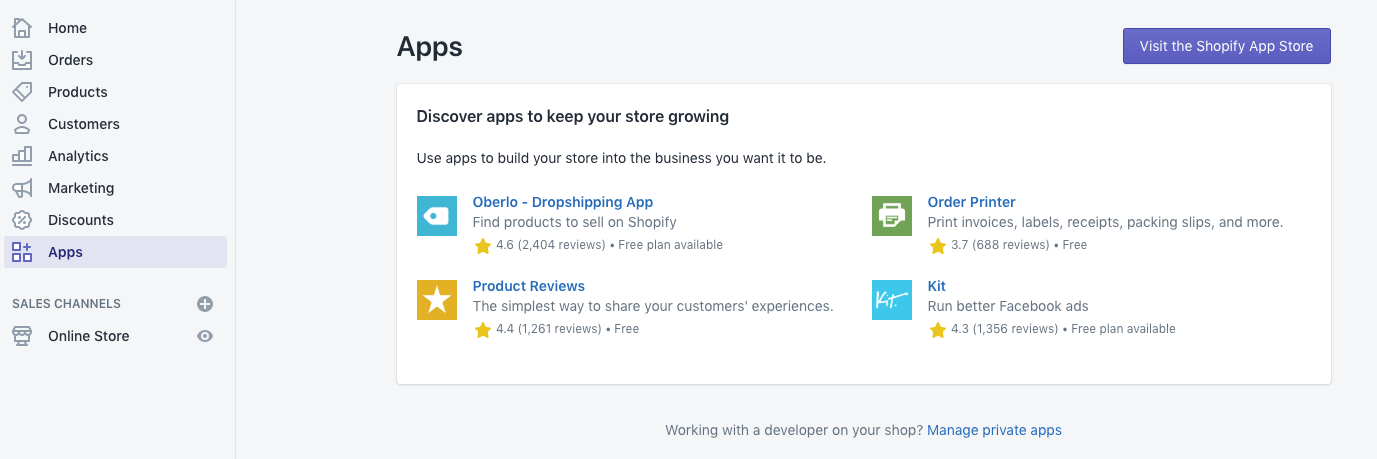 Home
Orders
Products
Customers
Analytics
Marketing
Discounts
Apps
SALES CHANNELS
Online Store
Apps
Visit the Shopify App Store
Discover apps to keep your store growing
Use apps to build your store into the business you want it to be.
Oberlo - Dropshipping App
Find products to sell on Shopify
4.6 (2,404 reviews) • Free plan available
Order Printer
Print invoices, labels, receipts, packing slips, and more.
3.7 (688 reviews) • Free
Product Reviews
The simplest way to share your customers' experiences.
4.4 (1,261 reviews) • Free
Kit.
Kit
Run better Facebook ads
4.3 (1,356 reviews) • Free plan available
Working with a developer on your shop? Manage private apps